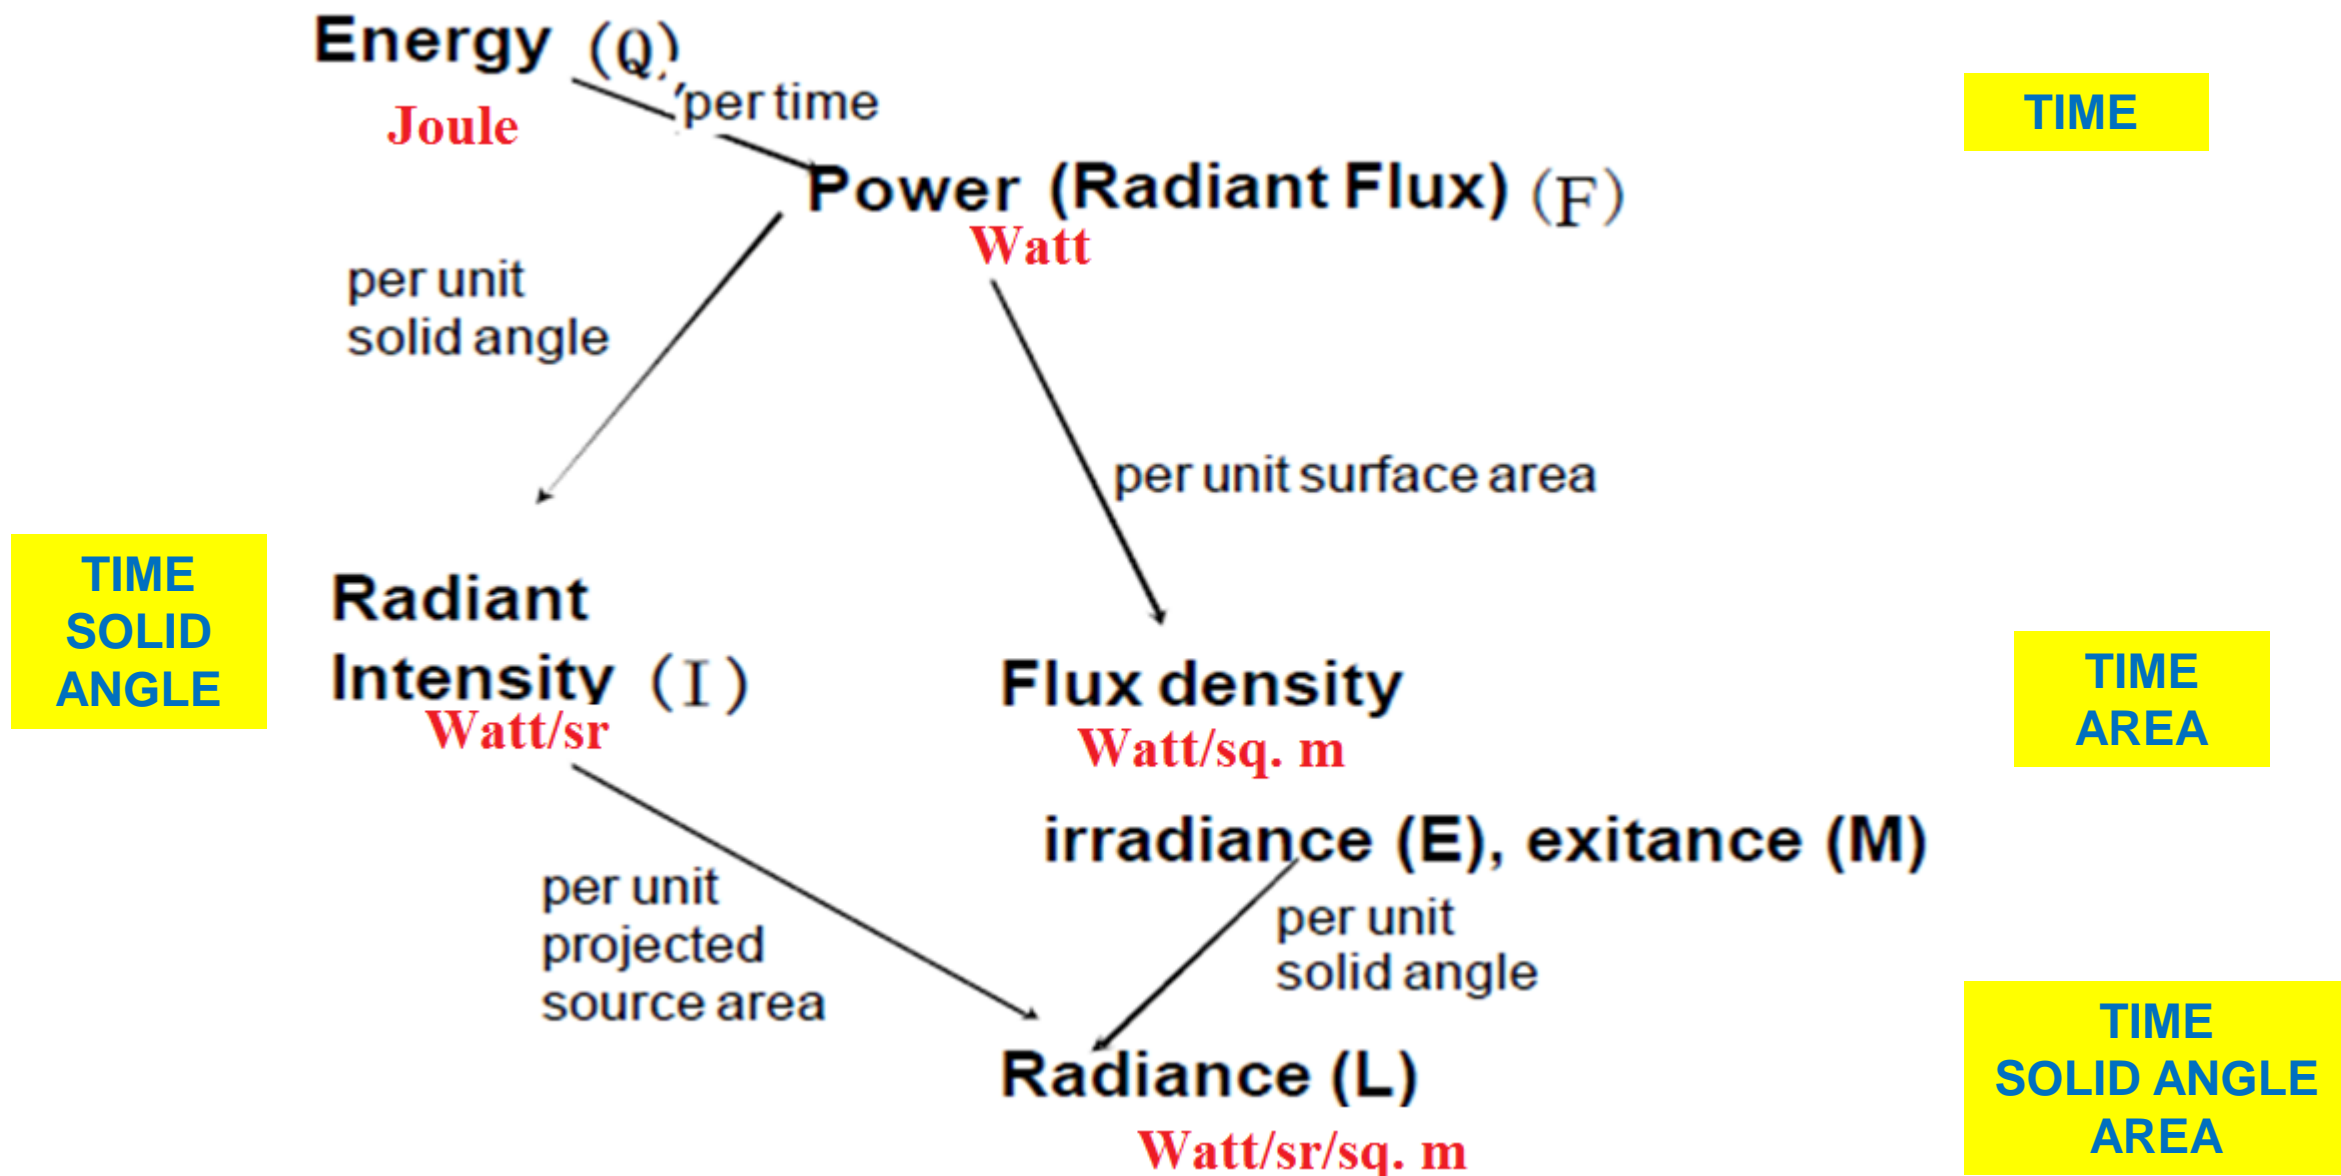 Energy (Q)
per time
Joule
TIME
Power (Radiant Flux) (F)
Watt
per unit
solid angle
per unit surface area
TIME
SOLID
ANGLE
Radiant
Intensity (I)
Watt/sr
Flux density
Watt/sq. m
TIME
AREA
irradiance (E), exitance (M)
per unit
projected
source area
per unit
solid angle
Radiance (L)
Watt/sr/sq. m
TIME
SOLID ANGLE
AREA